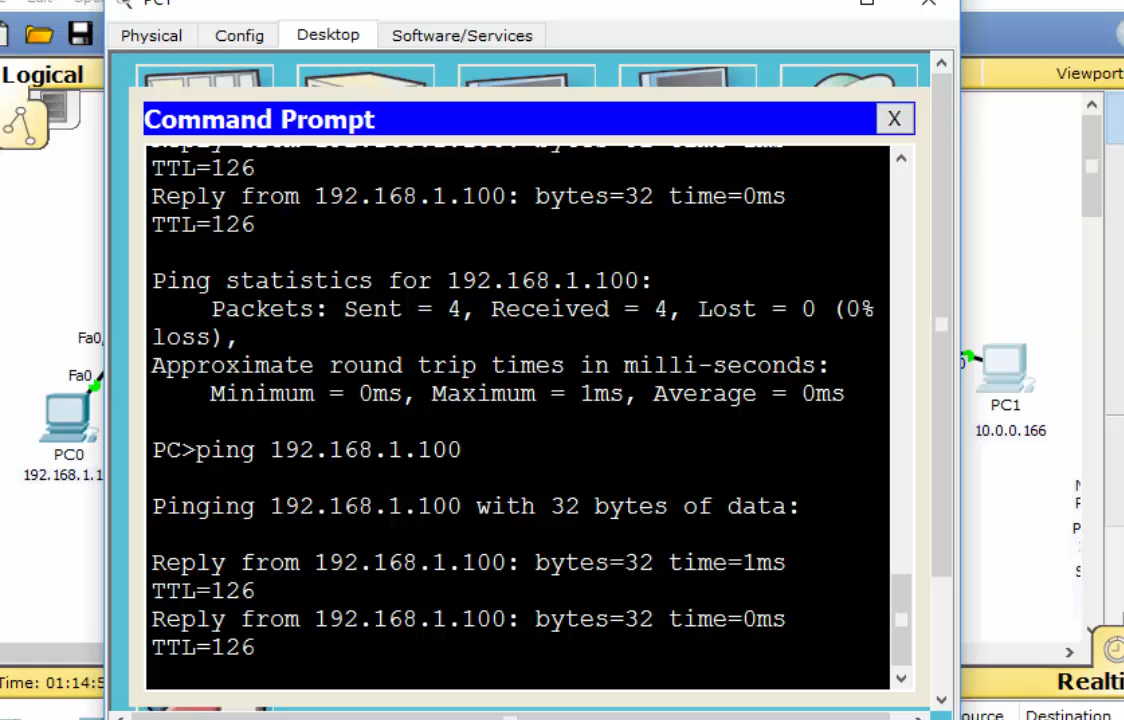 PC1
Physical
Config
Desktop
Software/Services
Logical
Viewport
Command Prompt
X
TTL=126
Reply from 192.168.1.100: bytes=32 time=0ms
TTL=126
Ping statistics for 192.168.1.100:
Packets: Sent = 4, Received = 4, Lost = 0 (0%
loss),
Approximate round trip times in milli-seconds:
Minimum = 0ms, Maximum = 1ms, Average = 0ms
PC>ping 192.168.1.100
Pinging 192.168.1.100 with 32 bytes of data:
Reply from 192.168.1.100: bytes=32 time=1ms
TTL=126
Reply from 192.168.1.100: bytes=32 time=0ms
TTL=126
Fa0
Fa0
PC0
192.168.1.1
PC1
10.0.0.166
Time: 01:14:5
Realti
Destination